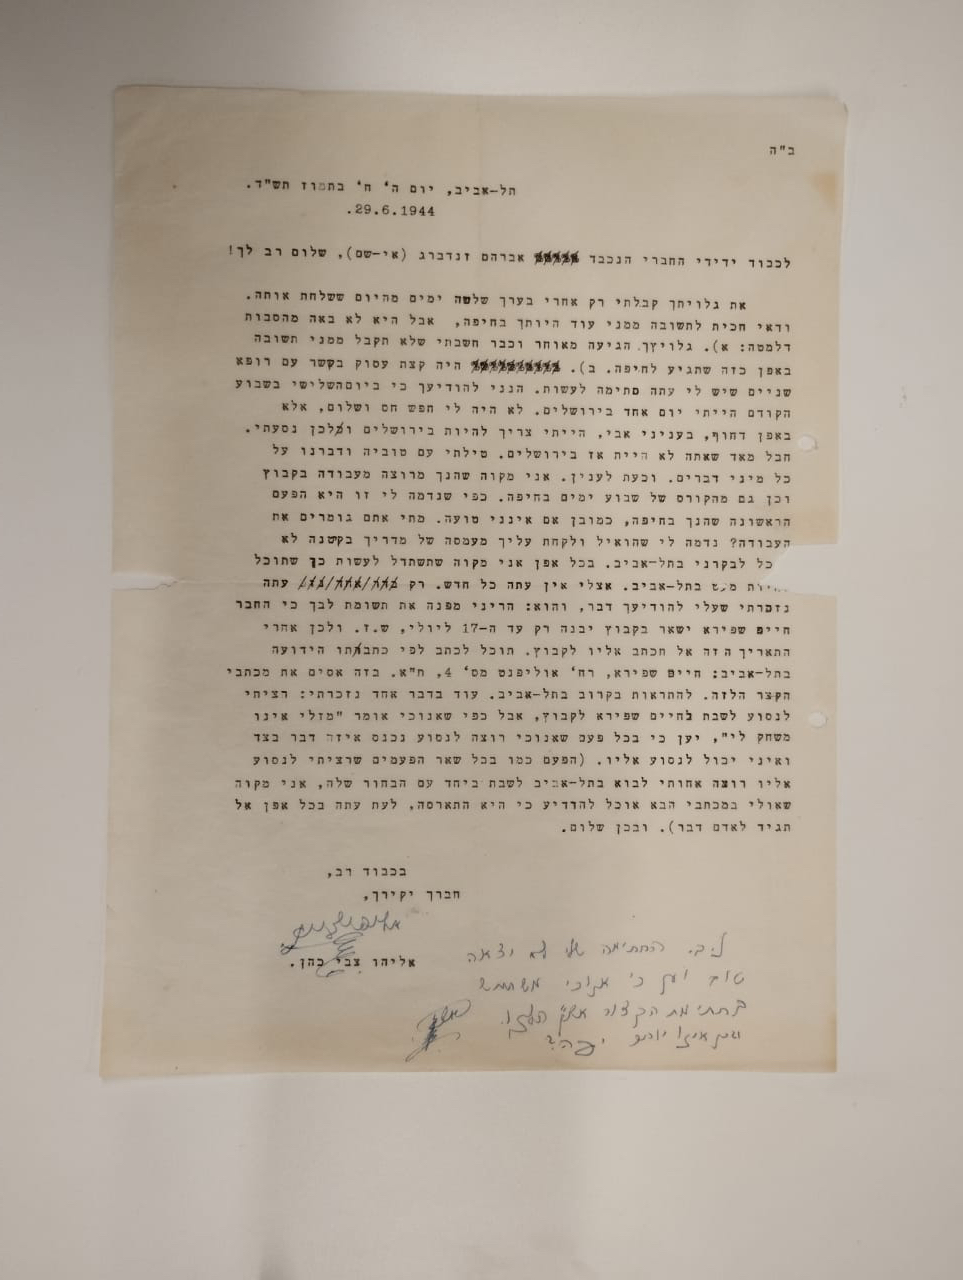 ב"ה
תל-אביב, יום ה' ח' בתמוז תש"ד.
29.6.1944.
לכבוד ידידי החברי הנכבד אברהם זנדברג (אי-שם), שלום רב לך!
את גלויתך קבלתי רק אחרי בערך שלשה ימים מהיום ששלחת אותה.
ודאי חכית לתשובה ממני עוד היותך בחיפה, אבל היא לא באה מהסבות
דלמטה: א). גלויצך הגיעה מאוחר וכבר חשבתי שלא תקבל ממני תשובה
באפן כזה שתגיע לחיפה. ב). היה קצת עסוק בקשר עם רופא
שניים שיש לי עתה סתימה לעשות. הנני להודיעך כי ביוםהשלישי בשבוע
הקודם הייתי יום אחד בירושלים. לא היה לי חפש חס ושלום, אלא
באפן דחוף, בעניני אבי, הייתי צריך להיות בירושלים ולכן נסעתי.
חבל מאד שאתה לא היית אז בירושלים. טילתי עם טוביה ודברנו על
כל מיני דברים. וכעת לענין. אני מקוה שהנך מרוצה מעבודה בקבוץ
וכן גם מהקורס של שבוע ימים בחיפה. כפי שנדמה לי זו היא הפעם
הראשונה שהנך בחיפה, כמובן אם אינני טועה. מתי אתם גומרים את
העבודה? נדמה לי שהואיל ולקחת עליך מעמסה של מדריך בקשנה לא
כל לבקרני בתל-אביב. בכל אפן אני מקוה שתשתדל לעשות כך שתוכל
בתל-אביב. אצלי אין עתה כל חדש. רק עתה
נזכרתי שעלי להודיעך דבר, והוא: הריני מפנה את תשומת לבך כי החבר
חיים שפירא ישאר בקבוץ יבנה רק עד ה-17 ליולי, ש.ז. ולכן אחרי
התאריך הזה אל תכתב אליו לקבוץ. תוכל לכתב לפי כתבתו הידועה
בתל-אביב: חיים שפירא, רח' אוליפנט מס' 4, ת"א. בזה אסים את מכתבי
הקצר הלזה. להתראות בקרוב בתל-אביב. עוד בדבר אחד נזכרתי: רציתי
לנסוע לשבת לחיים שפירא לקבוץ, אבל כפי שאנוכי אומר "מזלי אינו
משחק לי", יען כי בכל פעם שאנוכי רוצה לנסוע נכנס איזה דבר בצד
ואיני יכול לנסוע אליו. (הפעם כמו בכל שאר הפעמים שרציתי לנסוע
אליו רוצה אחותי לבוא בתל-אביב לשבת ביחד עם הבחור שלה, אני מקוה
שאולי במכתבי הבא אוכל להודיע כי היא התארסה, לעת עתה בכל אפן אל
תגיד לאדם דבר). ובכן שלום.
בכבוד רב,
חברך יקירך,
אליהו צבי כהן.
נ.ב. החתימה שלי לא יצאה
טוב יען כי אנוכי משתמש
בחתימת הקצור הלזו.
יפה?